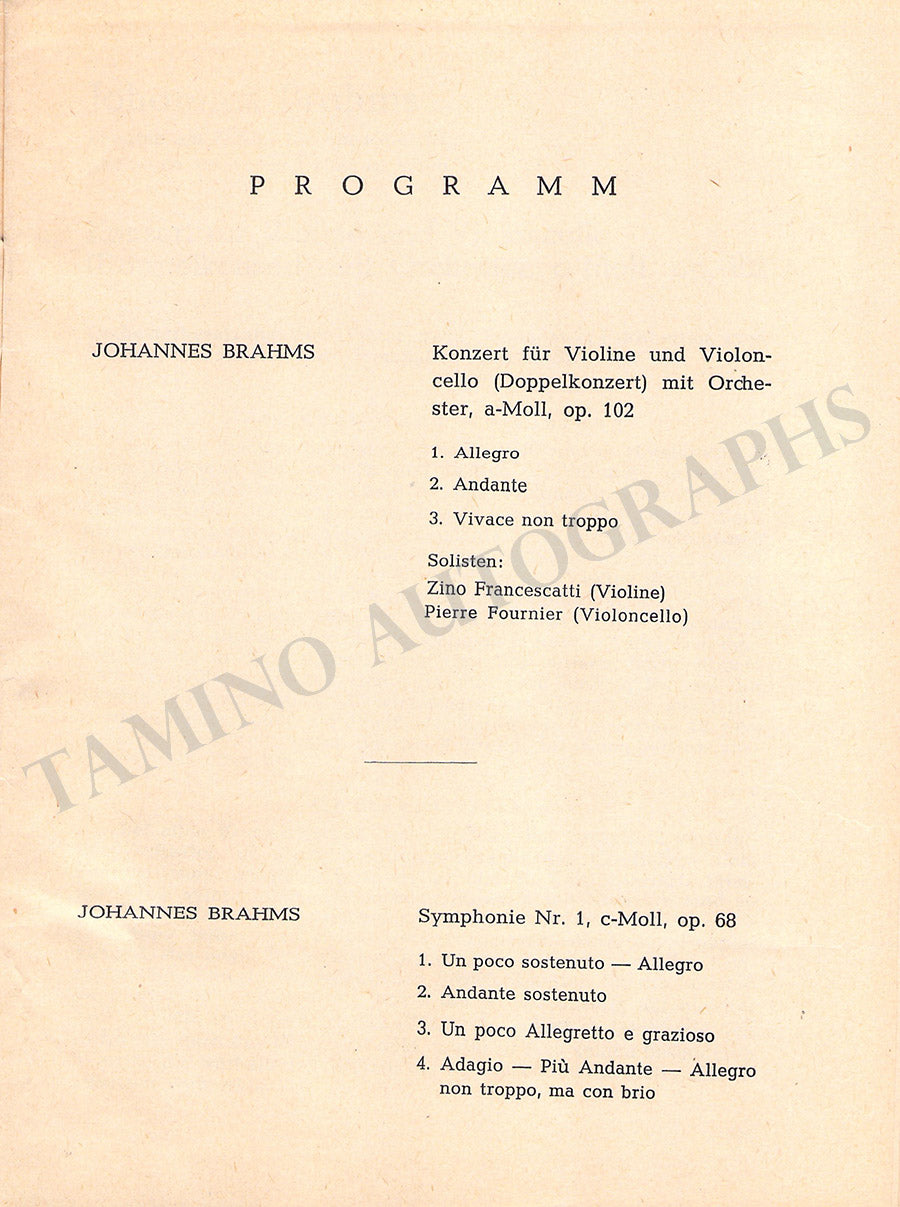 PROGRAMM
JOHANNES BRAHMS
Konzert für Violine und Violon-
cello (Doppelkonzert) mit Orche-
ster, a-Moll, op. 102
1. Allegro
2. Andante
3. Vivace non troppo
Solisten:
Zino Francescatti (Violine)
Pierre Fournier (Violoncello)
TAMINO AUTOGRAPHS
JOHANNES BRAHMS
Symphonie Nr. 1, c-Moll, op. 68
1. Un poco sostenuto — Allegro
2. Andante sostenuto
3. Un poco Allegretto e grazioso
4. Adagio — Più Andante — Allegro
non troppo, ma con brio